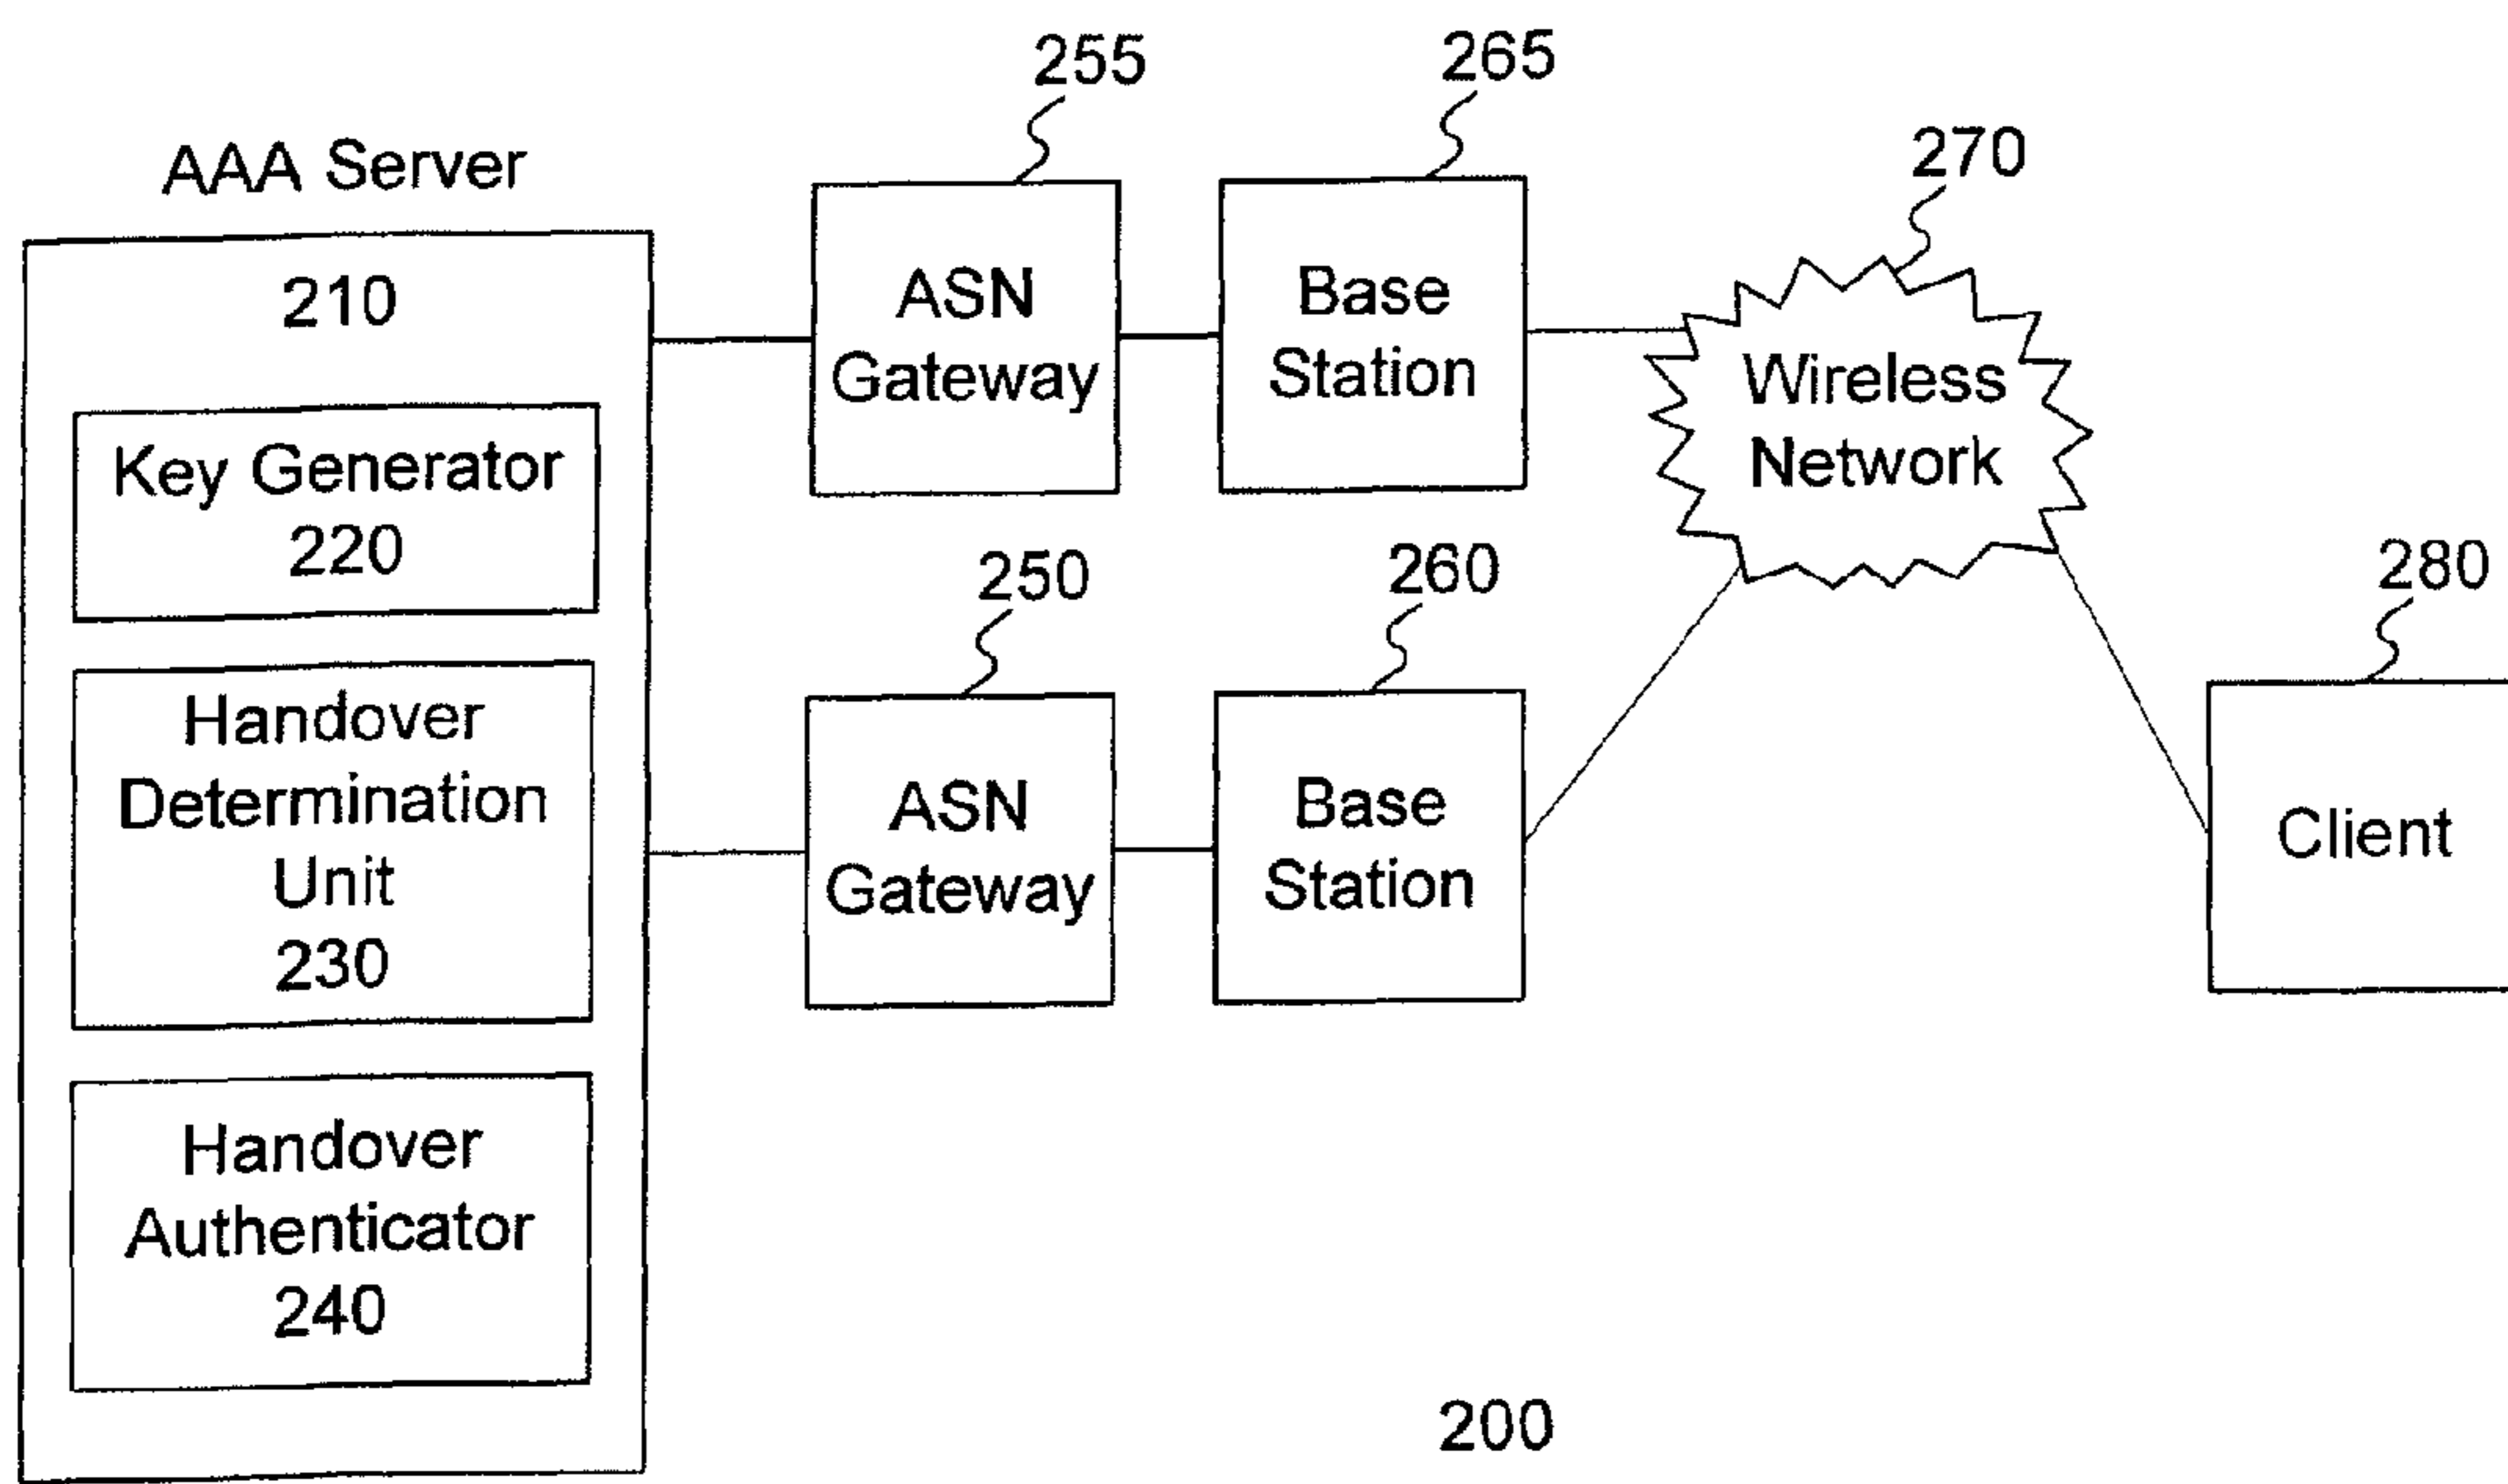 255
265
270
AAA Server
210
ASN
Gateway
Base
Station
Wireless
Network
Key Generator
220
250
260
280
Handover
Determination
Unit
230
ASN
Gateway
Base
Station
Client
Handover
Authenticator
240
200